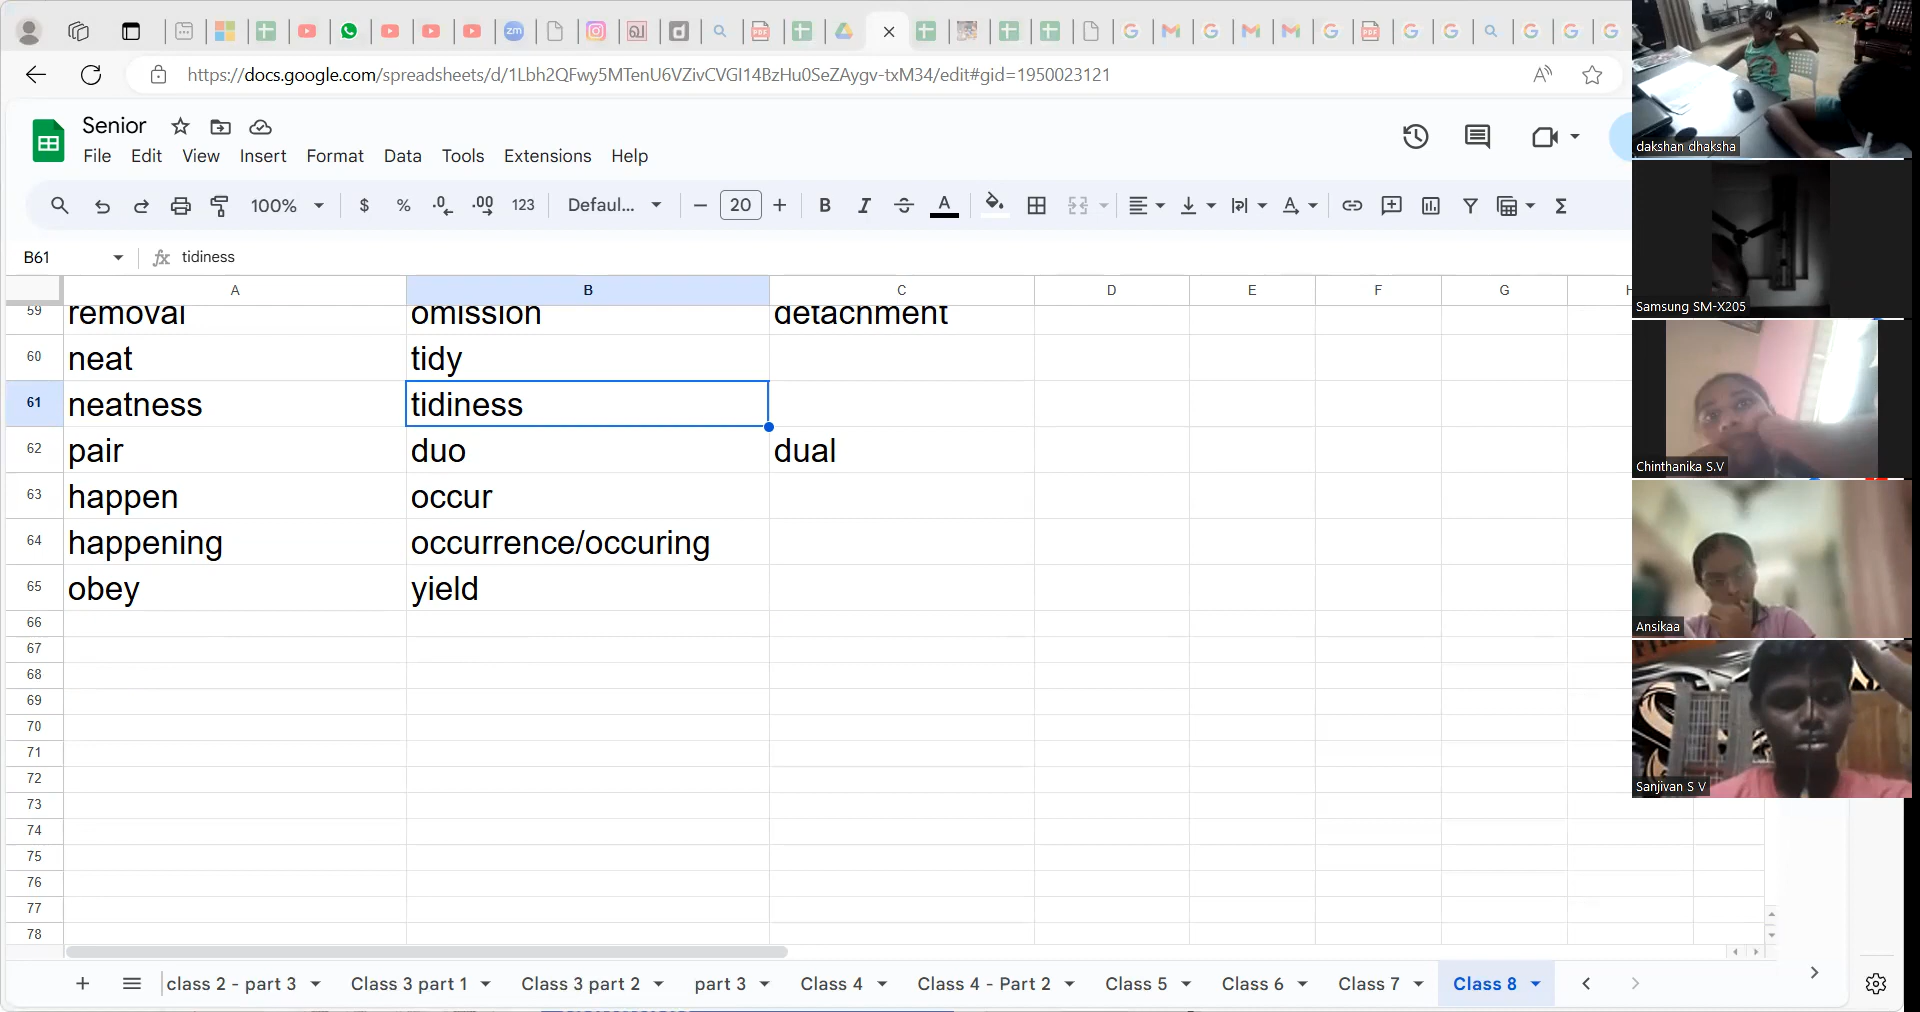 https://docs.google.com/spreadsheets/d/1Lbh2QFwy5MTenU6VZivCVGI14BzHu0SeZAygv-txM34/edit#gid=1950023121
Senior
File Edit View Insert Format Data Tools Extensions Help
100% $ % .0 .00 123 Defaul... 20 B I A
B61 fx tidiness
A B C D E F G H
59 removal omission detachment
60 neat tidy
61 neatness tidiness
62 pair duo dual
63 happen occur
64 happening occurrence/occuring
65 obey yield
66
67
68
69
70
71
72
73
74
75
76
77
78
class 2 - part 3 Class 3 part 1 Class 3 part 2 part 3 Class 4 Class 4 - Part 2 Class 5 Class 6 Class 7 Class 8
dakshan dhaksha
Samsung SM-X205
Chinthanika S.V
Ansikaa
Sanjivan S V